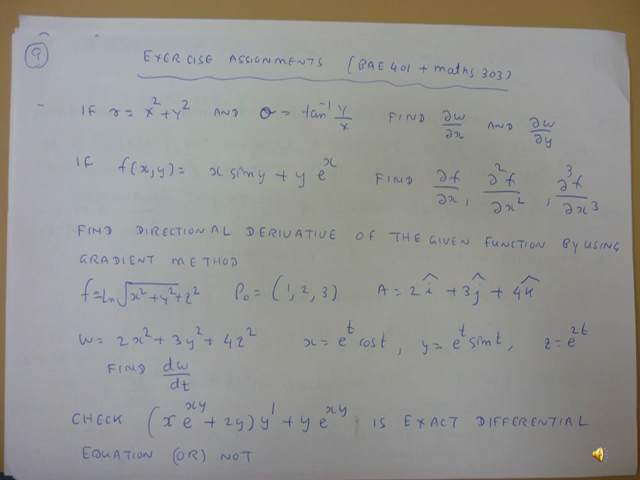 9
EXERCISE ASSIGNMENTS (BAE 401 + maths 303)
IF r = x² + y² AND θ = tan⁻¹ y/x FIND ∂w/∂x AND ∂w/∂y
IF f(x,y) = x siny + y eˣ FIND ∂f/∂x, ∂²f/∂x², ∂³f/∂x³
FIND DIRECTIONAL DERIVATIVE OF THE GIVEN FUNCTION BY USING
GRADIENT METHOD
f = ln √(x² + y² + z²) P₀ = (1, 2, 3) A = 2î + 3ĵ + 4k̂
W = 2x² + 3y² + 4z² x = eᵗ cost, y = eᵗ sint, z = e²ᵗ
FIND dw/dt
CHECK (x eˣʸ + 2y) y' + y eˣʸ IS EXACT DIFFERENTIAL
EQUATION (OR) NOT